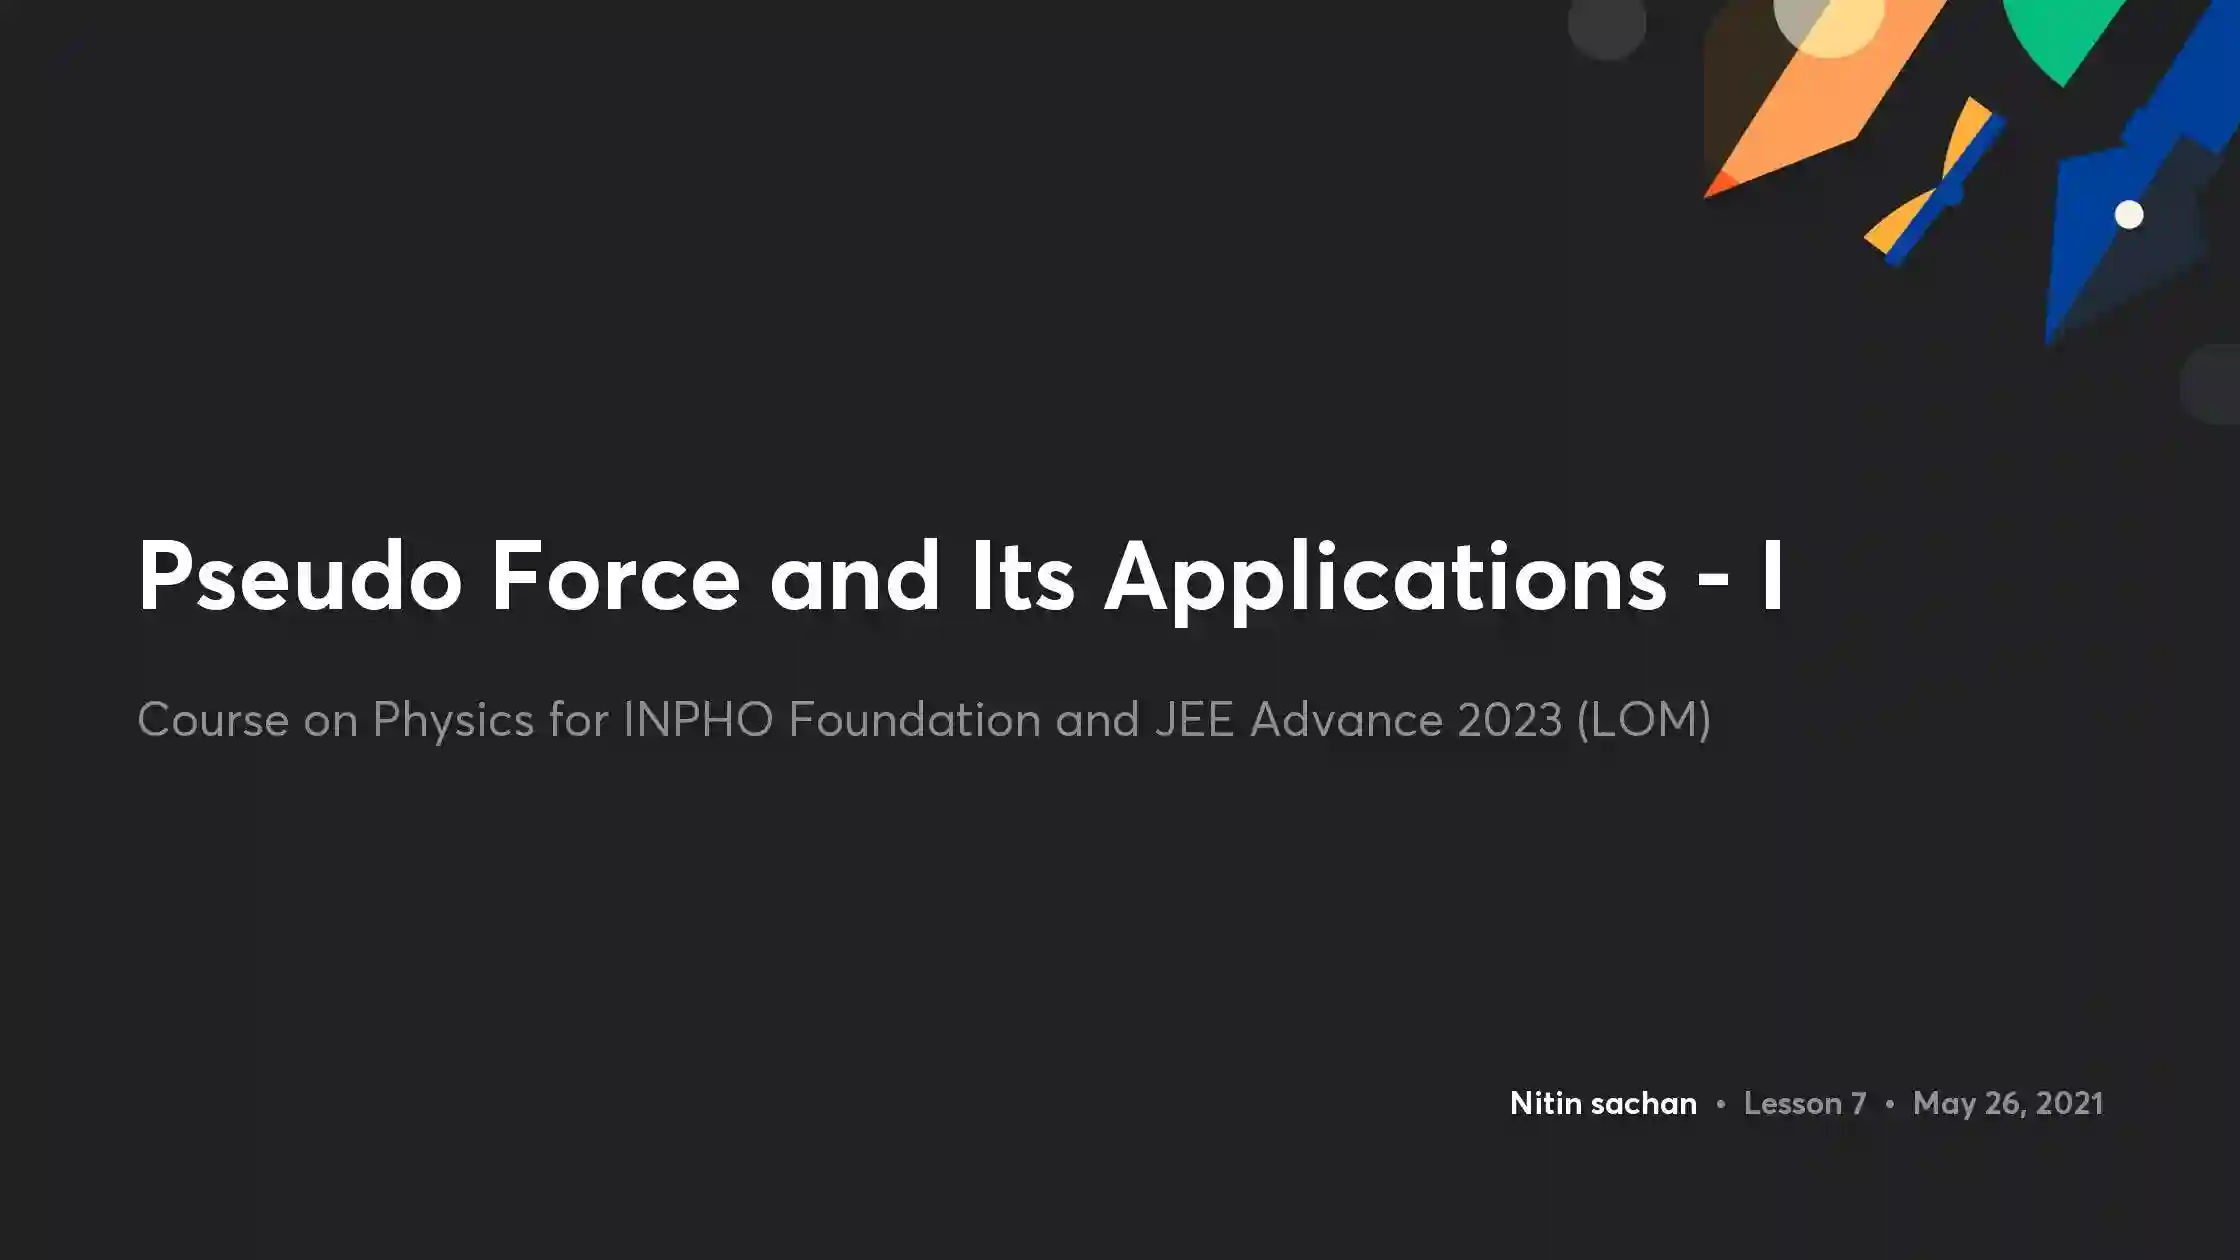 Pseudo Force and Its Applications - I
Course on Physics for INPHO Foundation and JEE Advance 2023 (LOM)
Nitin sachan • Lesson 7 • May 26, 2021